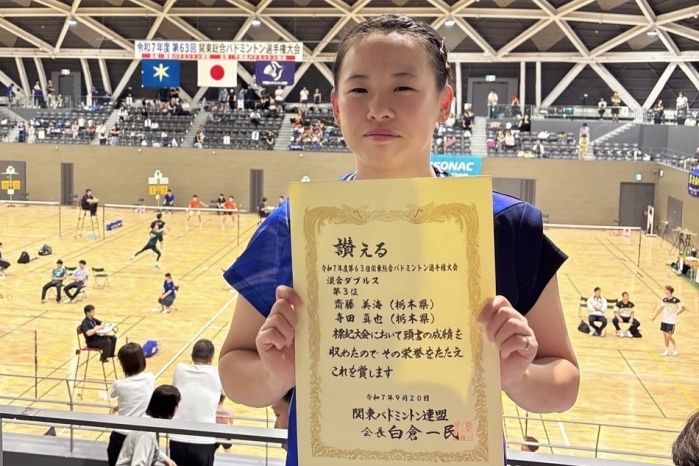 令和7年度 第63回 関東総合バドミントン選手権大会
讃える
令和7年度第63回関東総合バドミントン選手権大会
混合ダブルス
第3位
齋藤 美海(栃木県)
寺田 真也(栃木県)
標記大会において頭書の成績を
収めたので その栄誉をたたえ
これを賞します
令和7年9月20日
関東バドミントン連盟
会長 白倉 一民